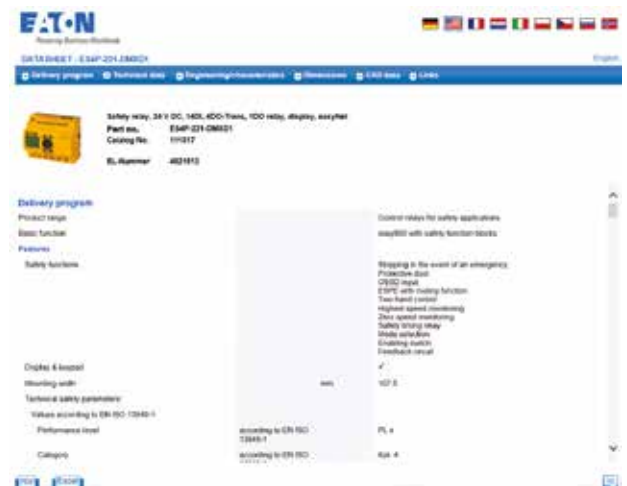 EATON
Powering Business Worldwide
DATA SHEET - ES4P-221-DMXD1
English
Delivery program Technical data Engineering/characteristics Dimensions CAD data Links
Safety relay, 24 V DC, 14DI, 4DO-Trans, 1DO relay, display, easyNet
Part no. ES4P-221-DMXD1
Catalog No. 111017
EL-Nummer
Delivery program
Product range Control relays for safety applications
Basic function easy800 with safety function blocks
Features
Safety functions Stopping in the event of an emergency
Protective door
OSSD input
ESPE with muting function
Two-hand control
Highest speed monitoring
Zero speed monitoring
Safety timing relay
Mode selection
Enabling switch
Feedback circuit
Display & keypad ✓
Mounting width mm 107.5
Technical safety parameters:
Values according to EN ISO 13849-1
Performance level according to EN ISO PL e
13849-1
Category according to EN ISO Kat. 4